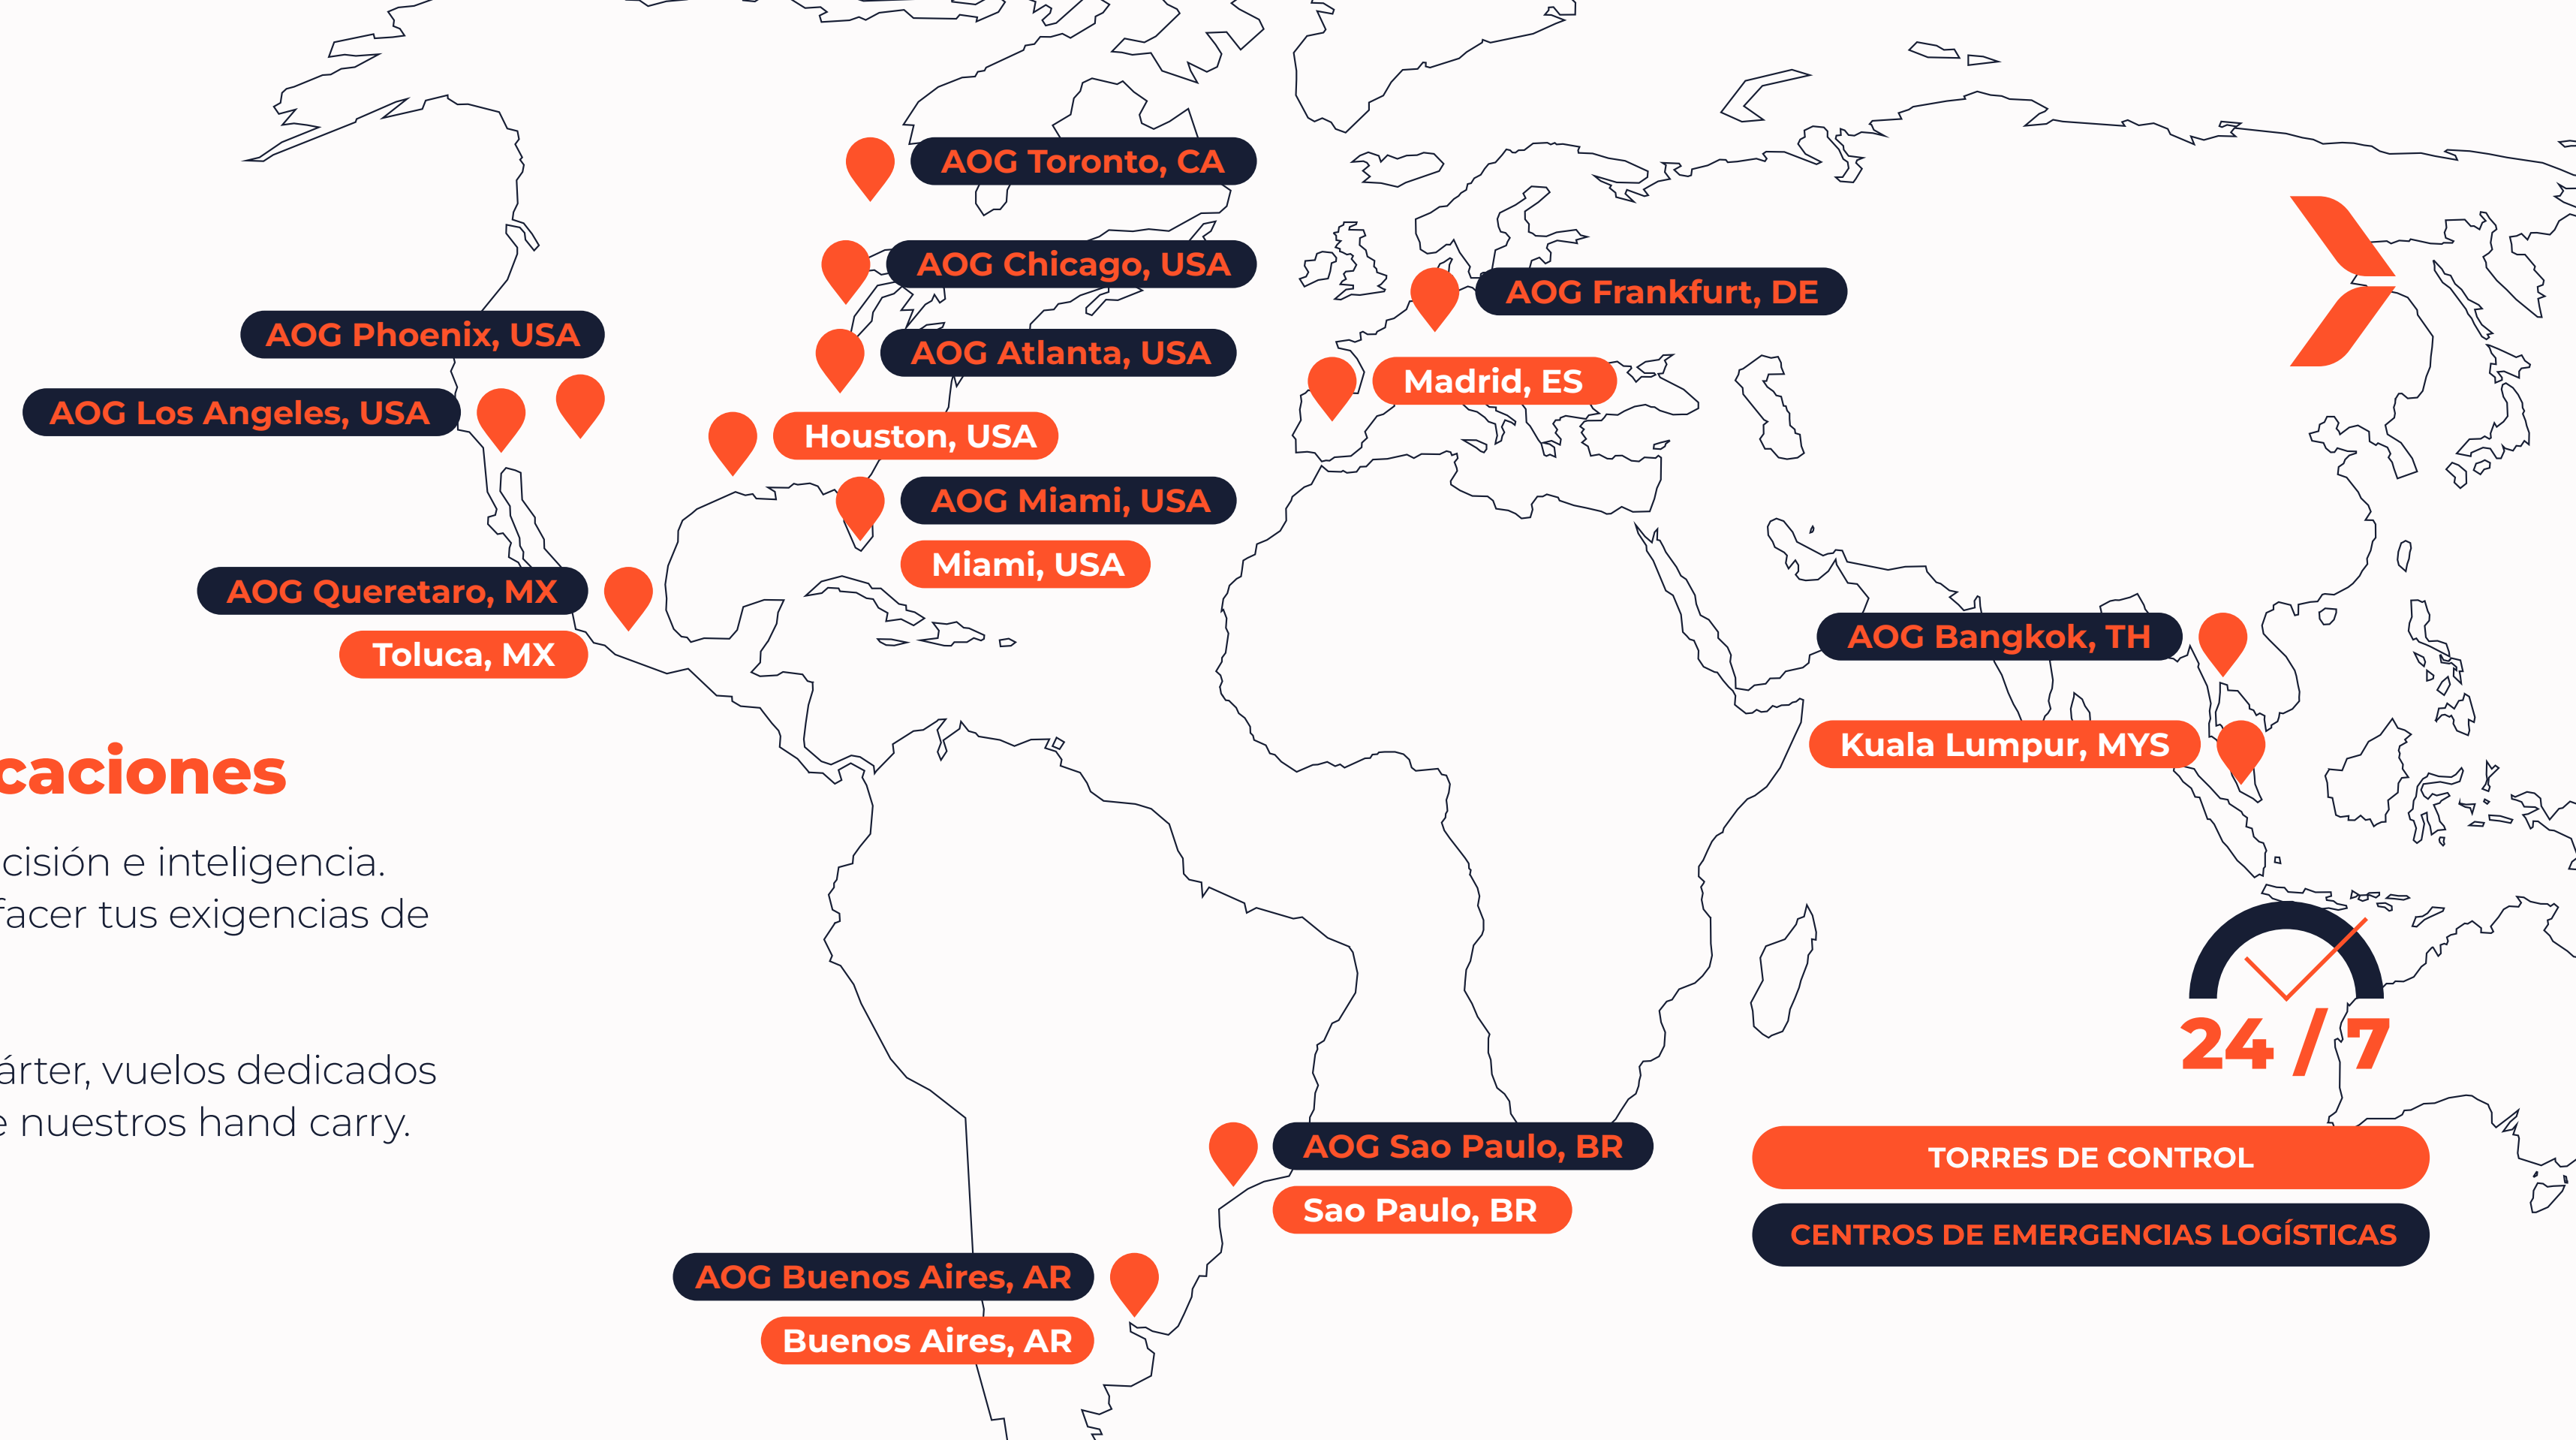 AOG Toronto, CA
AOG Chicago, USA
AOG Frankfurt, DE
AOG Phoenix, USA
AOG Atlanta, USA
Madrid, ES
AOG Los Angeles, USA
Houston, USA
AOG Miami, USA
Miami, USA
AOG Queretaro, MX
Toluca, MX
AOG Bangkok, TH
Kuala Lumpur, MYS
caciones
cisión e inteligencia.
facer tus exigencias de
árter, vuelos dedicados
e nuestros hand carry.
24 / 7
AOG Sao Paulo, BR
Sao Paulo, BR
TORRES DE CONTROL
CENTROS DE EMERGENCIAS LOGÍSTICAS
AOG Buenos Aires, AR
Buenos Aires, AR